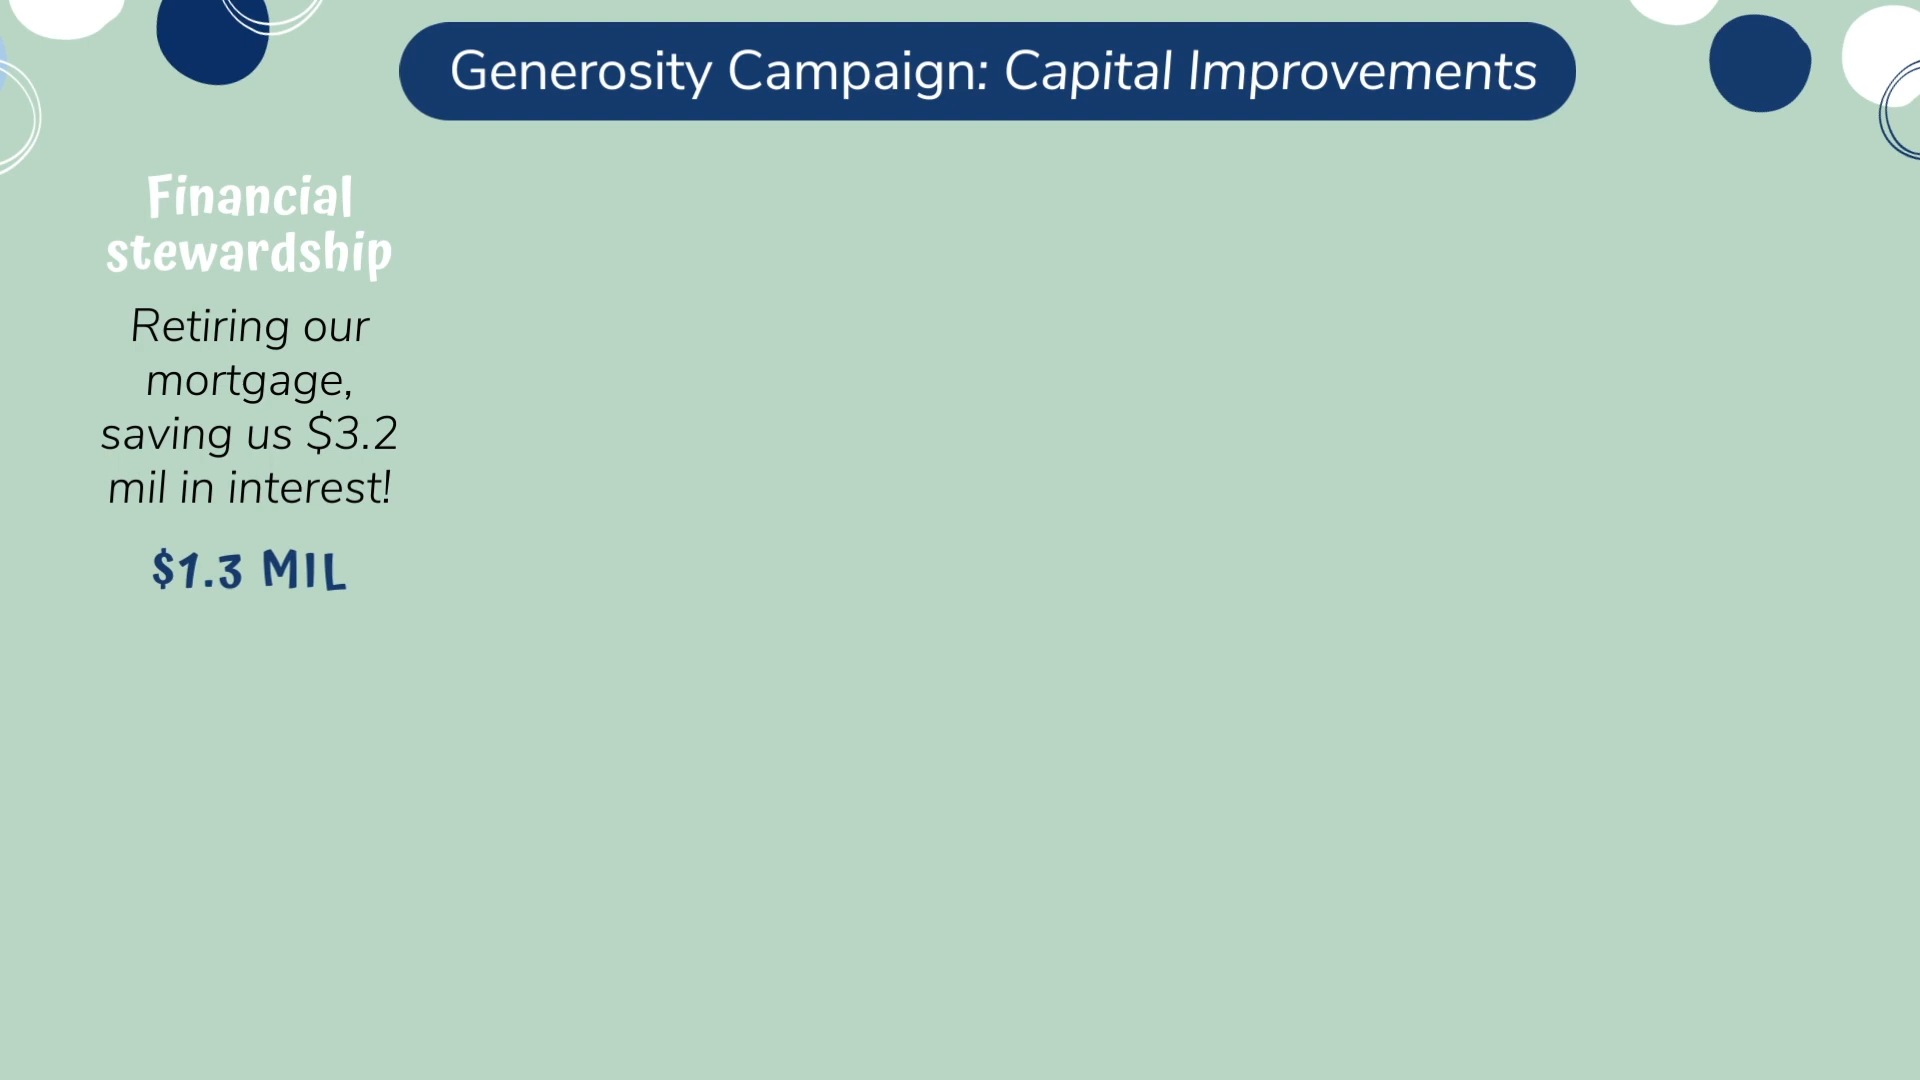 Generosity Campaign: Capital Improvements
Financial
stewardship
Retiring our
mortgage,
saving us $3.2
mil in interest!
$1.3 MIL